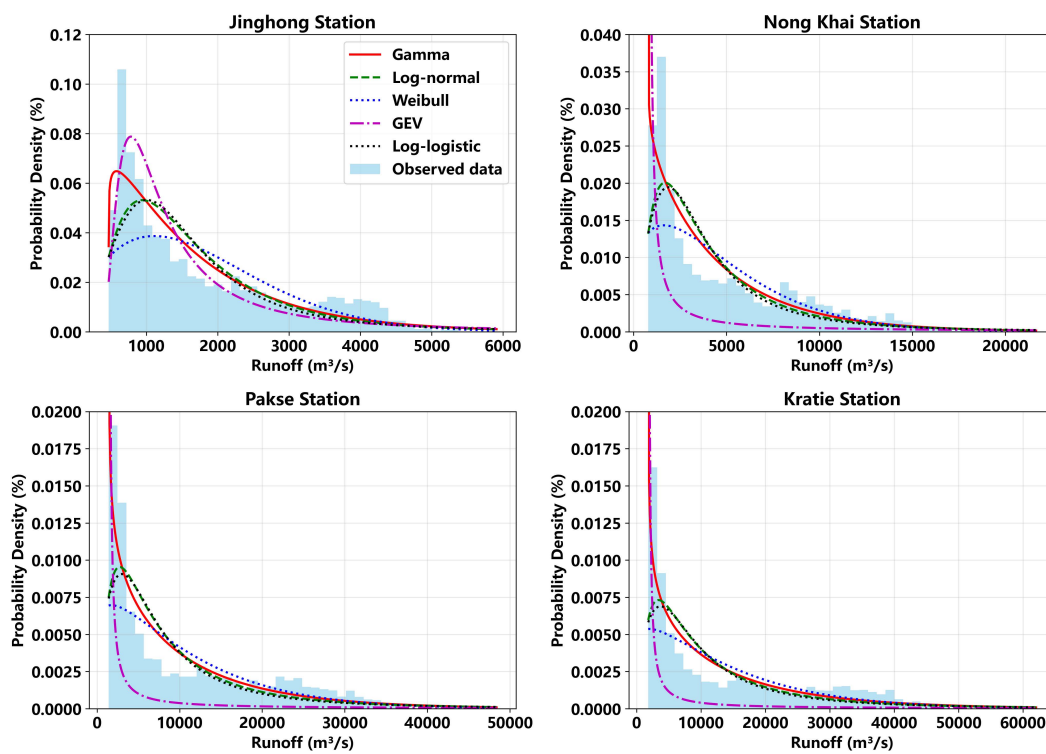 Jinghong Station
0.12
0.10
0.08
0.06
0.04
0.02
0.00
Probability Density (%)
1000 2000 3000 4000 5000 6000
Runoff (m³/s)
Gamma
Log-normal
Weibull
GEV
Log-logistic
Observed data
Nong Khai Station
0.040
0.035
0.030
0.025
0.020
0.015
0.010
0.005
0.000
Probability Density (%)
0 5000 10000 15000 20000
Runoff (m³/s)
Pakse Station
0.0200
0.0175
0.0150
0.0125
0.0100
0.0075
0.0050
0.0025
0.0000
Probability Density (%)
0 10000 20000 30000 40000 50000
Runoff (m³/s)
Kratie Station
0.0200
0.0175
0.0150
0.0125
0.0100
0.0075
0.0050
0.0025
0.0000
Probability Density (%)
0 10000 20000 30000 40000 50000 60000
Runoff (m³/s)